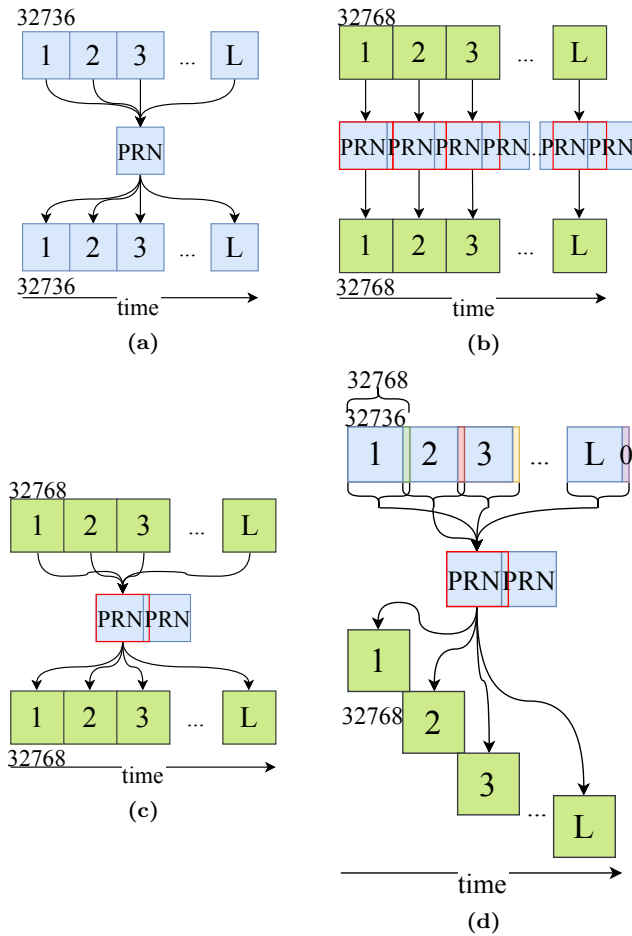 32736
1 2 3 ... L
PRN
1 2 3 ... L
32736
time
(a)
32768
1 2 3 ... L
PRN PRN PRN PRN ... PRN PRN
1 2 3 ... L
32768
time
(b)
32768
1 2 3 ... L
PRN PRN
1 2 3 ... L
32768
time
(c)
32768
32736
1 2 3 ... L 0
PRN PRN
1
32768
2
3
... L
time
(d)